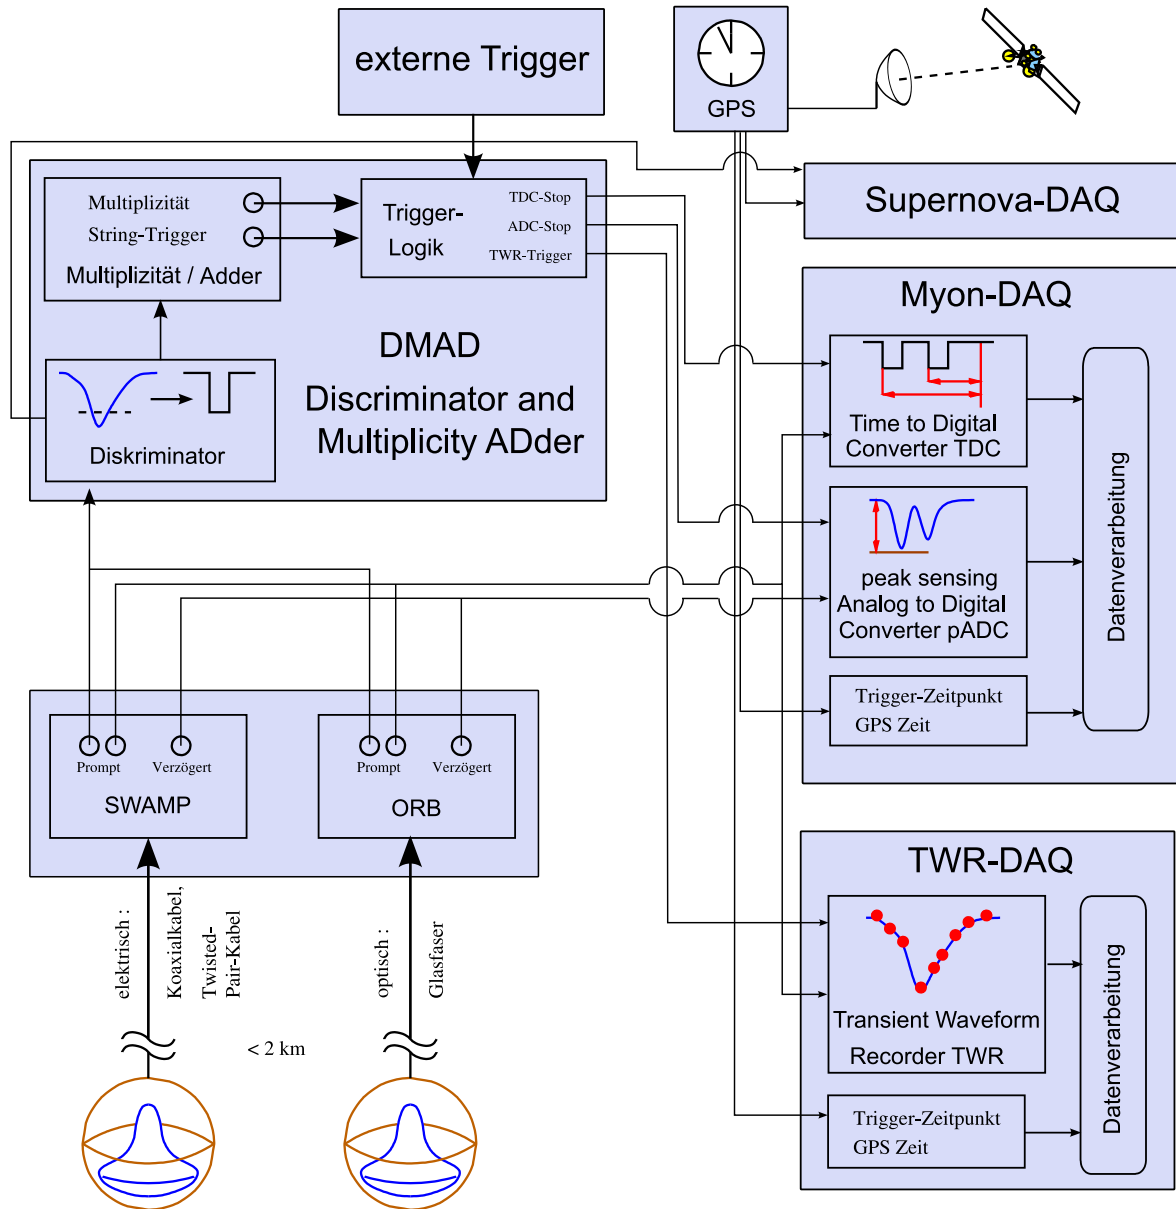 externe Trigger
GPS
Supernova-DAQ
Multiplizität
String-Trigger
Multiplizität / Adder
Trigger-
Logik
TDC-Stop
ADC-Stop
TWR-Trigger
DMAD
Discriminator and
Multiplicity ADder
Diskriminator
Myon-DAQ
Time to Digital
Converter TDC
peak sensing
Analog to Digital
Converter pADC
Trigger-Zeitpunkt
GPS Zeit
Datenverarbeitung
Prompt
Verzögert
SWAMP
Prompt
Verzögert
ORB
elektrisch :
Koaxialkabel,
Twisted-
Pair-Kabel
optisch :
Glasfaser
< 2 km
TWR-DAQ
Transient Waveform
Recorder TWR
Trigger-Zeitpunkt
GPS Zeit
Datenverarbeitung